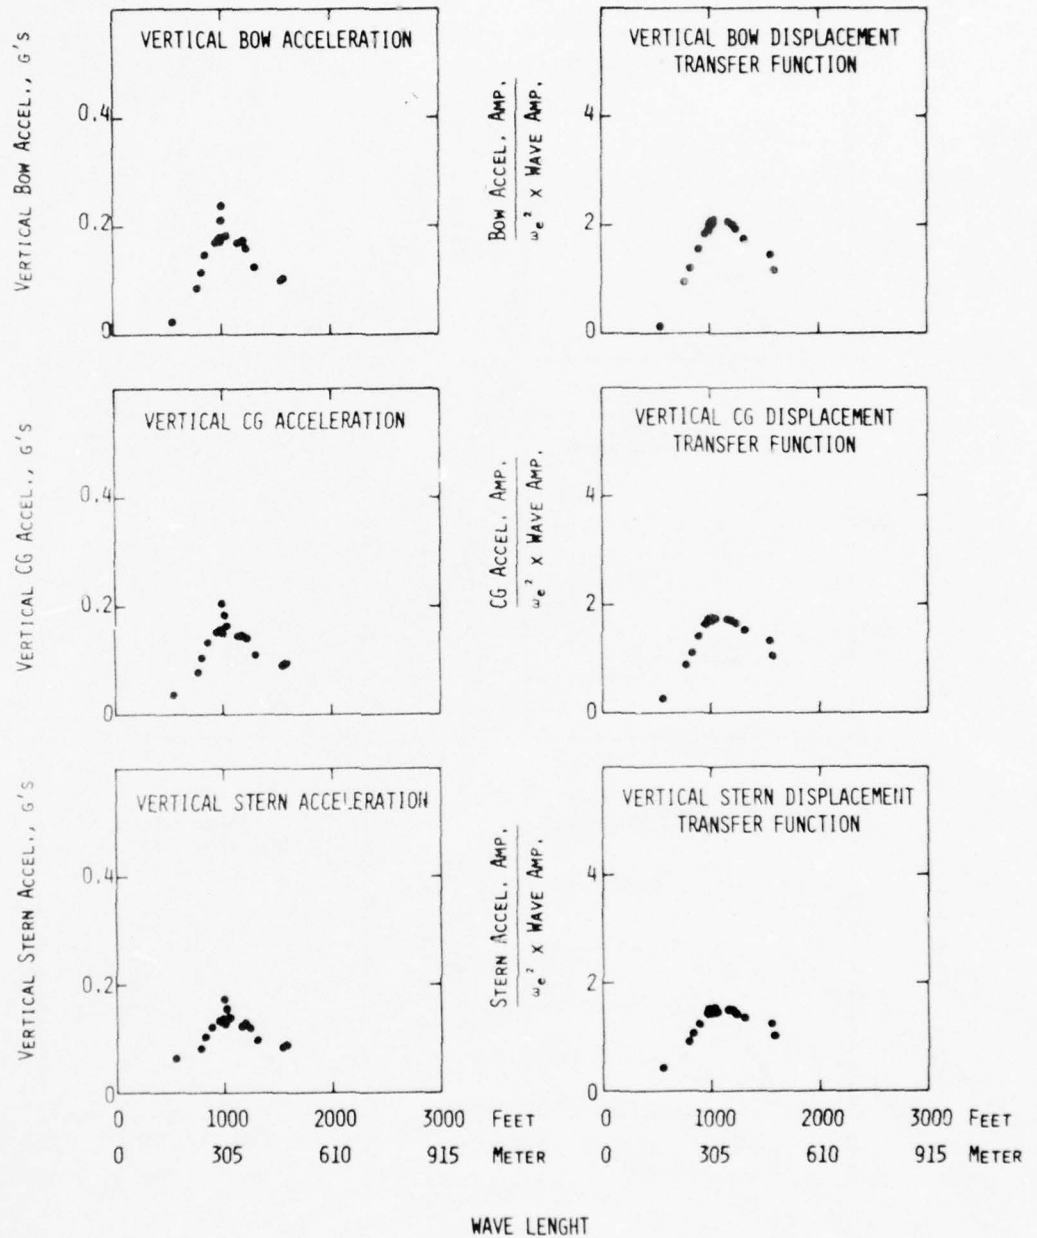 VERTICAL BOW ACCELERATION
VERTICAL BOW ACCEL., G'S
0.4
0.2
0
VERTICAL BOW DISPLACEMENT
TRANSFER FUNCTION
BOW ACCEL. AMP.
ωe² X WAVE AMP.
4
2
0
VERTICAL CG ACCELERATION
VERTICAL CG ACCEL., G'S
0.4
0.2
0
VERTICAL CG DISPLACEMENT
TRANSFER FUNCTION
CG ACCEL. AMP.
ωe² X WAVE AMP.
4
2
0
VERTICAL STERN ACCELERATION
VERTICAL STERN ACCEL., G'S
0.4
0.2
0
VERTICAL STERN DISPLACEMENT
TRANSFER FUNCTION
STERN ACCEL. AMP.
ωe² X WAVE AMP.
4
2
0
0 1000 2000 3000 FEET
0 305 610 915 METER
0 1000 2000 3000 FEET
0 305 610 915 METER
WAVE LENGHT